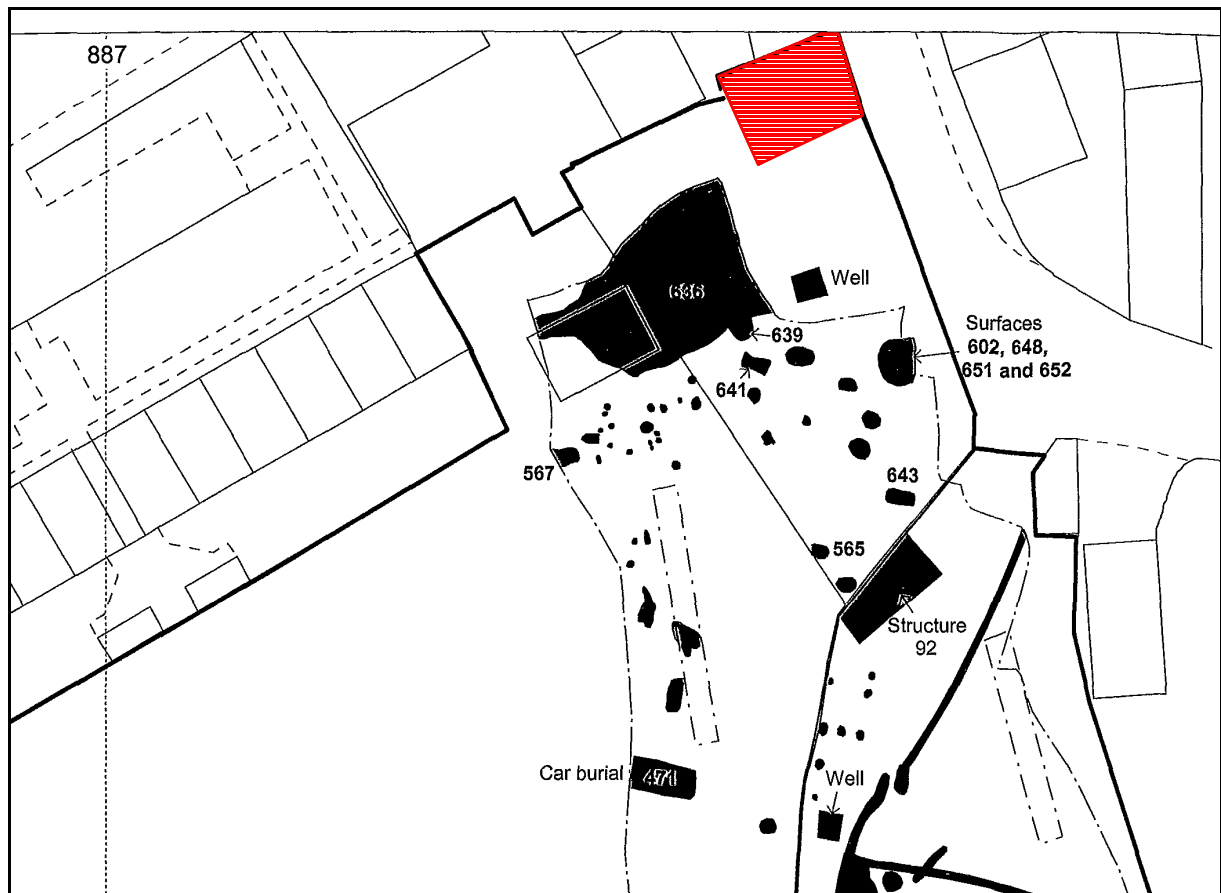 887
636
Well
639
Surfaces
602, 648,
651 and 652
641
567
643
565
Structure
92
Car burial
471
Well